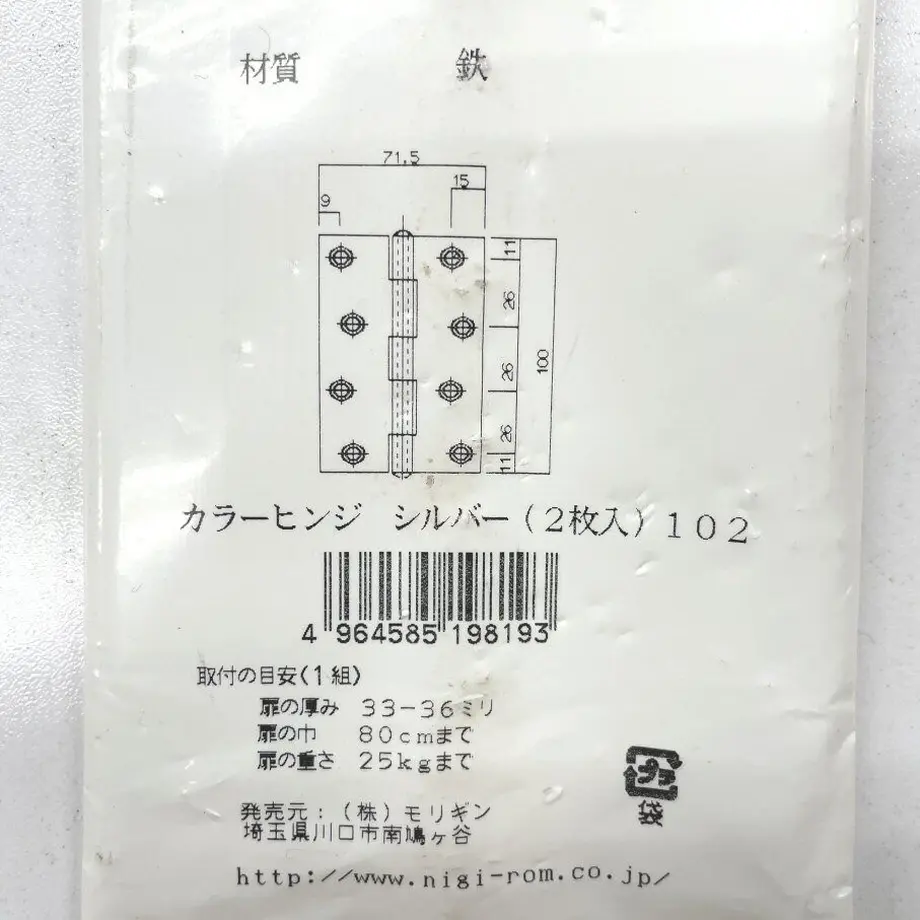 材質 鉄
71,5
15
9
11
26
26
100
26
11
カラーヒンジ シルバー(2枚入)102
4 964585 198193
取付の目安(1組)
扉の厚み 33-36ミリ
扉の巾 80cmまで
扉の重さ 25kgまで
プラ
袋
発売元:(株)モリギン
埼玉県川口市南鳩ヶ谷
http://www.nigi-rom.co.jp/